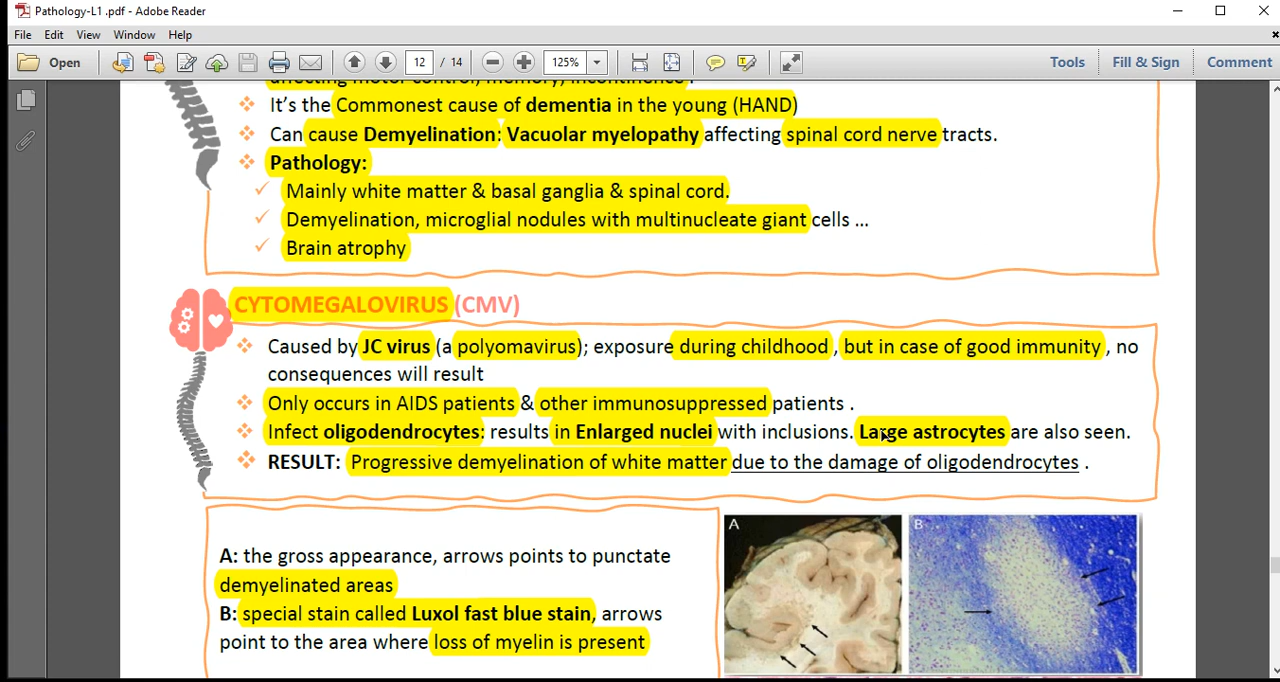 Pathology-L1 .pdf - Adobe Reader
File Edit View Window Help
Open 12 / 14 125% Tools Fill & Sign Comment
affecting motor control, memory, incontinence .
It's the Commonest cause of dementia in the young (HAND)
Can cause Demyelination: Vacuolar myelopathy affecting spinal cord nerve tracts.
Pathology:
Mainly white matter & basal ganglia & spinal cord.
Demyelination, microglial nodules with multinucleate giant cells ...
Brain atrophy
CYTOMEGALOVIRUS (CMV)
Caused by JC virus (a polyomavirus); exposure during childhood , but in case of good immunity , no
consequences will result
Only occurs in AIDS patients & other immunosuppressed patients .
Infect oligodendrocytes: results in Enlarged nuclei with inclusions. Large astrocytes are also seen.
RESULT: Progressive demyelination of white matter due to the damage of oligodendrocytes .
A: the gross appearance, arrows points to punctate
demyelinated areas
B: special stain called Luxol fast blue stain, arrows
point to the area where loss of myelin is present
A
B